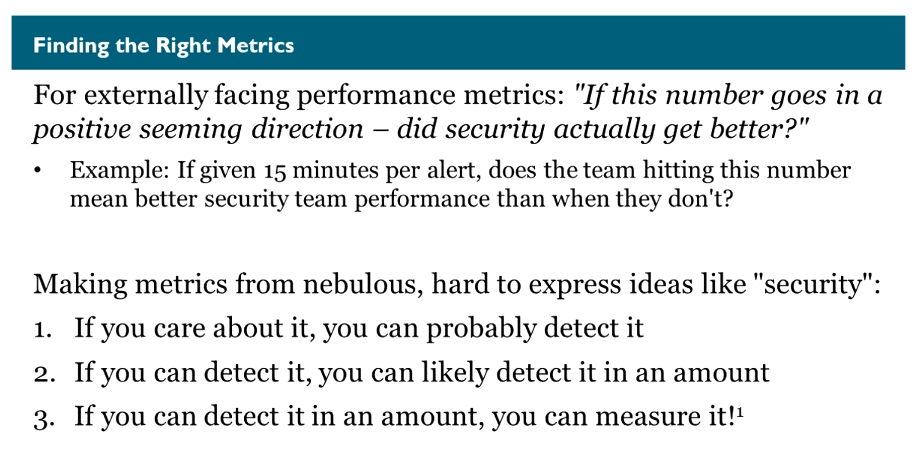 Finding the Right Metrics
For externally facing performance metrics: "If this number goes in a
positive seeming direction – did security actually get better?"
• Example: If given 15 minutes per alert, does the team hitting this number
mean better security team performance than when they don't?
Making metrics from nebulous, hard to express ideas like "security":
1. If you care about it, you can probably detect it
2. If you can detect it, you can likely detect it in an amount
3. If you can detect it in an amount, you can measure it!¹